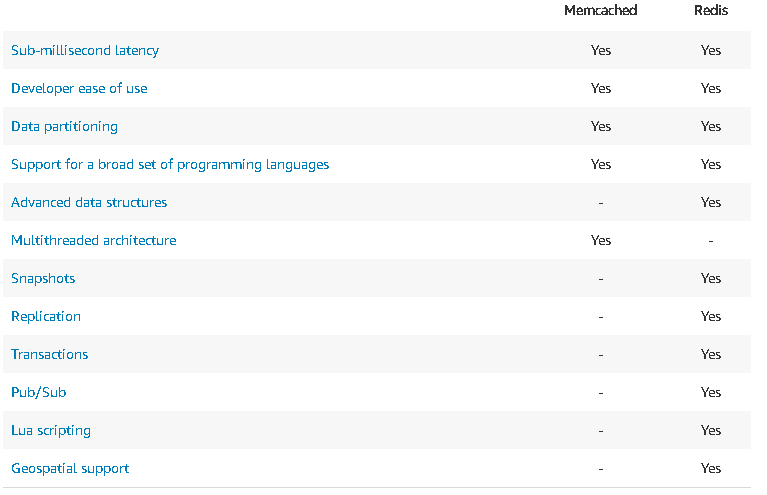 Memcached Redis
Sub-millisecond latency Yes Yes
Developer ease of use Yes Yes
Data partitioning Yes Yes
Support for a broad set of programming languages Yes Yes
Advanced data structures - Yes
Multithreaded architecture Yes -
Snapshots - Yes
Replication - Yes
Transactions - Yes
Pub/Sub - Yes
Lua scripting - Yes
Geospatial support - Yes